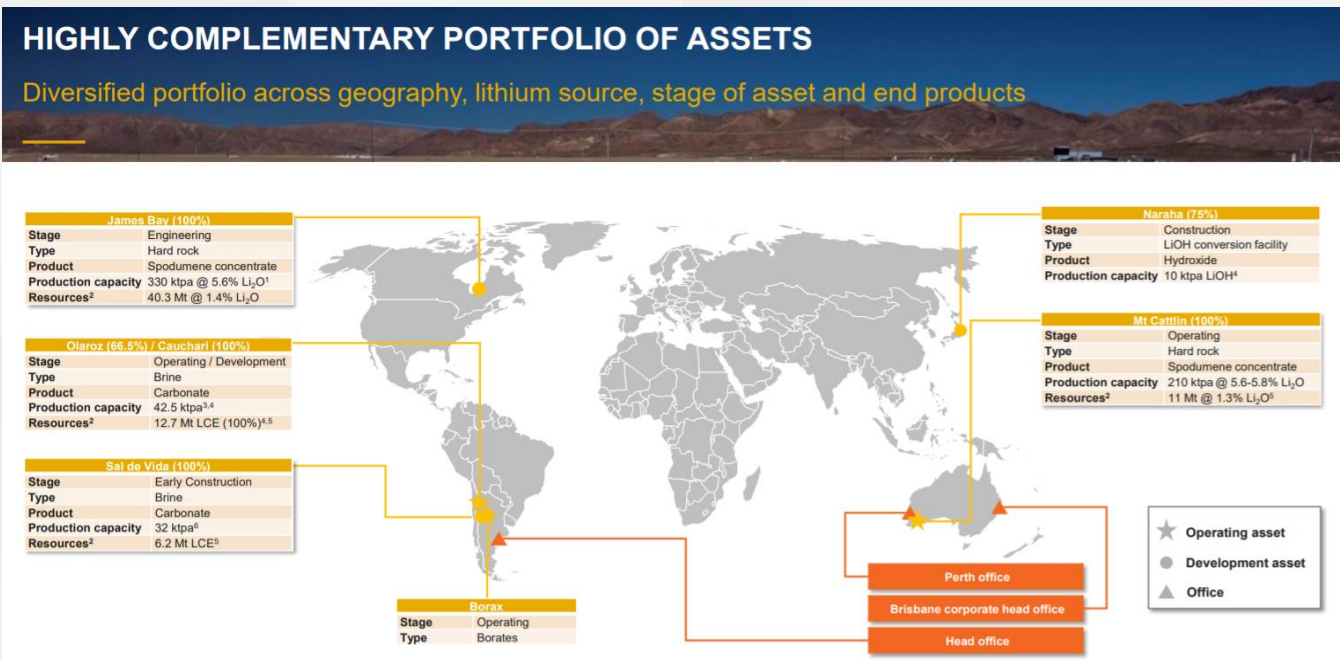 HIGHLY COMPLEMENTARY PORTFOLIO OF ASSETS
Diversified portfolio across geography, lithium source, stage of asset and end products
James Bay (100%)
Stage Engineering
Type Hard rock
Product Spodumene concentrate
Production capacity 330 ktpa @ 5.6% Li₂O¹
Resources² 40.3 Mt @ 1.4% Li₂O
Olaroz (66.5%) / Cauchari (100%)
Stage Operating / Development
Type Brine
Product Carbonate
Production capacity 42.5 ktpa³,⁴
Resources² 12.7 Mt LCE (100%)⁴,⁵
Sal de Vida (100%)
Stage Early Construction
Type Brine
Product Carbonate
Production capacity 32 ktpa⁶
Resources² 6.2 Mt LCE⁵
Borax
Stage Operating
Type Borates
Naraha (75%)
Stage Construction
Type LiOH conversion facility
Product Hydroxide
Production capacity 10 ktpa LiOH⁴
Mt Cattlin (100%)
Stage Operating
Type Hard rock
Product Spodumene concentrate
Production capacity 210 ktpa @ 5.6-5.8% Li₂O
Resources² 11 Mt @ 1.3% Li₂O⁵
Perth office
Brisbane corporate head office
Head office
Operating asset
Development asset
Office